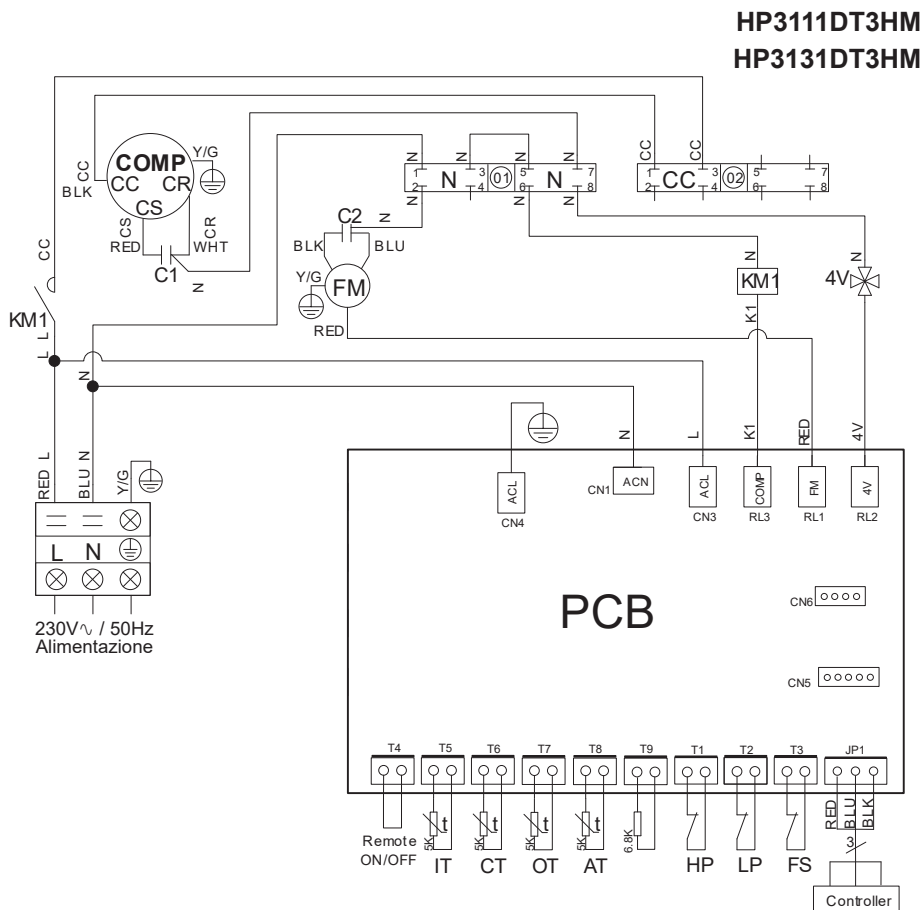 HP3111DT3HM
HP3131DT3HM
CC
BLK
COMP
CC
CR
CS
Y/G
CS
RED
C1
WHT
CR
N
CC
KM1
L
L
N
RED L
BLU N
Y/G
L
N
230V∿ / 50Hz
Alimentazione
N
N
N
N
1
2
N
3
4
01
5
6
N
7
8
N
N
N
CC
CC
1
2
CC
3
4
02
5
6
7
8
C2
N
BLK
BLU
Y/G
FM
RED
N
KM1
K1
N
4V
N
L
K1
RED
4V
ACL
CN4
CN1
ACN
ACL
CN3
COMP
RL3
FM
RL1
4V
RL2
PCB
CN6
CN5
T4
T5
T6
T7
T8
T9
T1
T2
T3
JP1
Remote
ON/OFF
5K
t
IT
5K
t
CT
5K
t
OT
5K
t
AT
6.8K
HP
LP
FS
RED
BLU
BLK
3
Controller